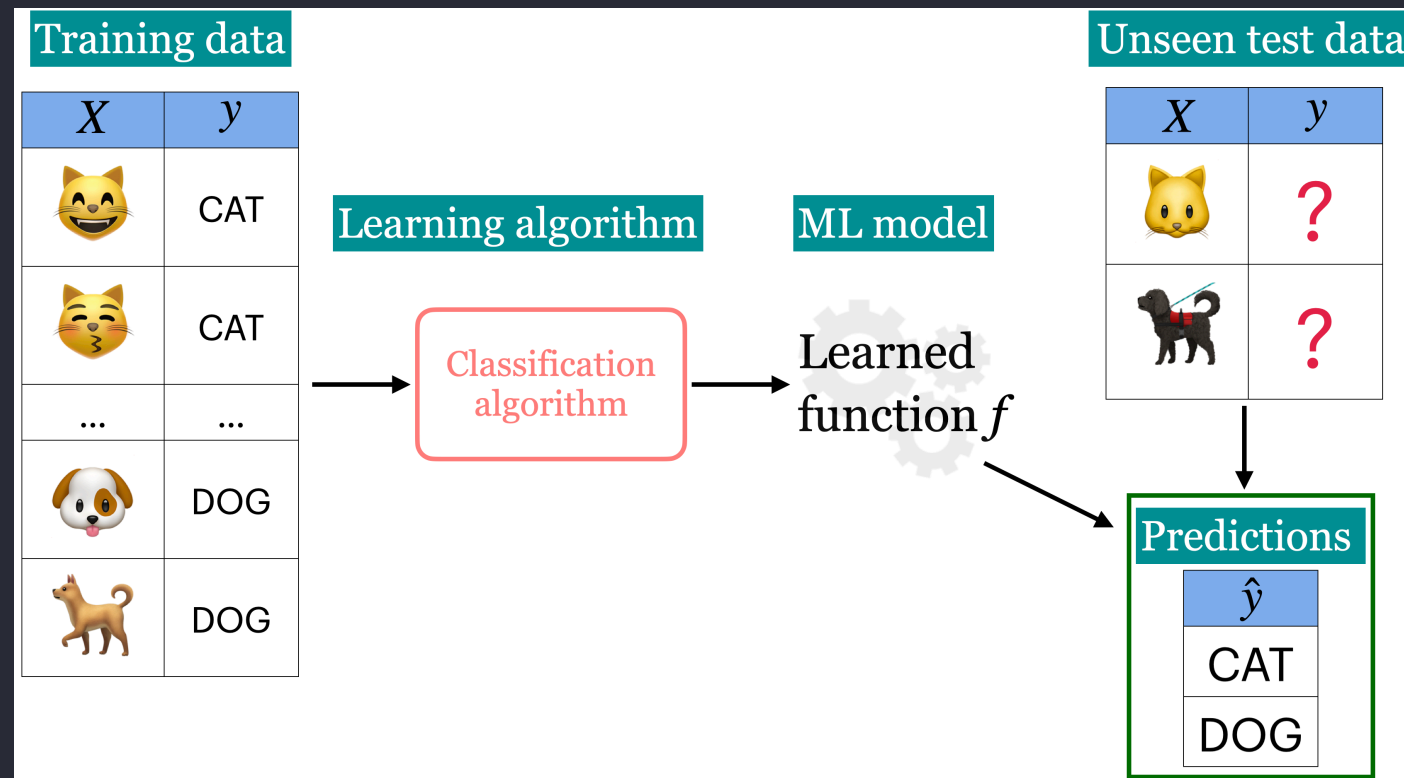 Training data
X y
CAT
CAT
... ...
DOG
DOG
Learning algorithm
Classification
algorithm
ML model
Learned
function f
Unseen test data
X y
?
?
Predictions
ŷ
CAT
DOG